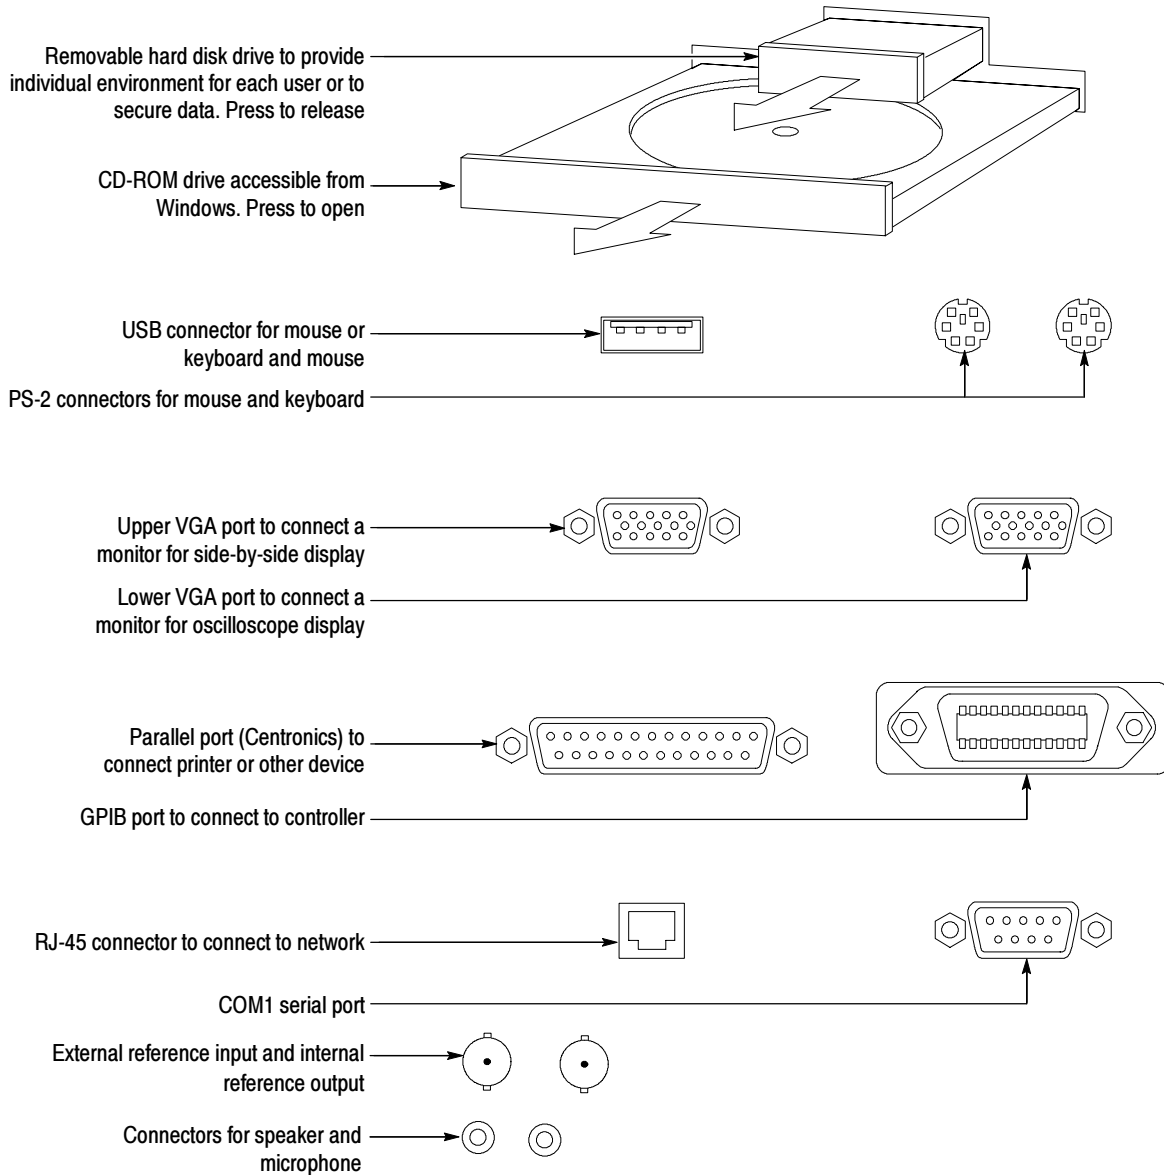 Removable hard disk drive to provide
individual environment for each user or to
secure data. Press to release
CD-ROM drive accessible from
Windows. Press to open
USB connector for mouse or
keyboard and mouse
PS-2 connectors for mouse and keyboard
Upper VGA port to connect a
monitor for side-by-side display
Lower VGA port to connect a
monitor for oscilloscope display
Parallel port (Centronics) to
connect printer or other device
GPIB port to connect to controller
RJ-45 connector to connect to network
COM1 serial port
External reference input and internal
reference output
Connectors for speaker and
microphone